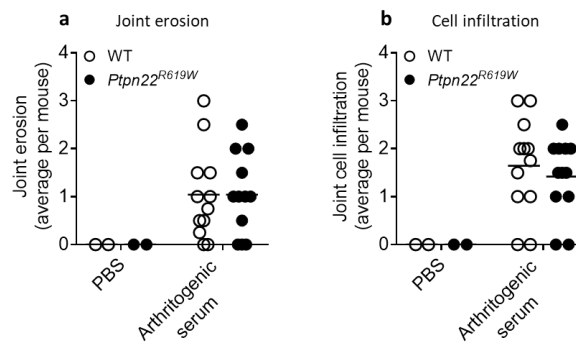 a Joint erosion
WT
Ptpn22R619W
Joint erosion
(average per mouse)
4
3
2
1
0
PBS
Arthritogenic
serum
b Cell infiltration
WT
Ptpn22R619W
Joint cell infiltration
(average per mouse)
4
3
2
1
0
PBS
Arthritogenic
serum